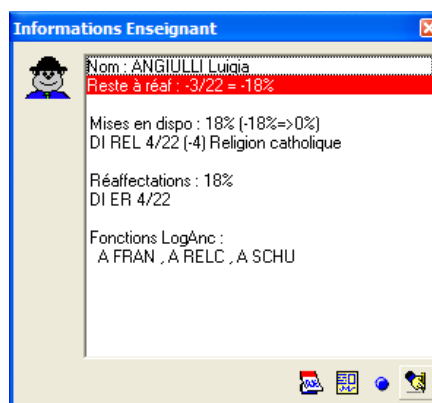 Informations Enseignant
Nom : ANGIULLI Luigia
Reste à réaf : -3/22 = -18%
Mises en dispo : 18% (-18%=>0%)
DI REL 4/22 (-4) Religion catholique
Réaffectations : 18%
DI ER 4/22
Fonctions LogAnc :
A FRAN , A RELC , A SCHU